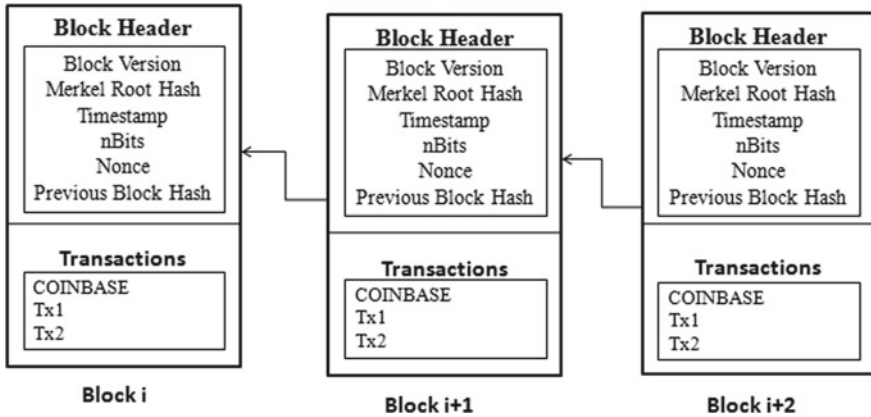 Block Header
Block Version
Merkel Root Hash
Timestamp
nBits
Nonce
Previous Block Hash
Transactions
COINBASE
Tx1
Tx2
Block i
Block Header
Block Version
Merkel Root Hash
Timestamp
nBits
Nonce
Previous Block Hash
Transactions
COINBASE
Tx1
Tx2
Block i+1
Block Header
Block Version
Merkel Root Hash
Timestamp
nBits
Nonce
Previous Block Hash
Transactions
COINBASE
Tx1
Tx2
Block i+2